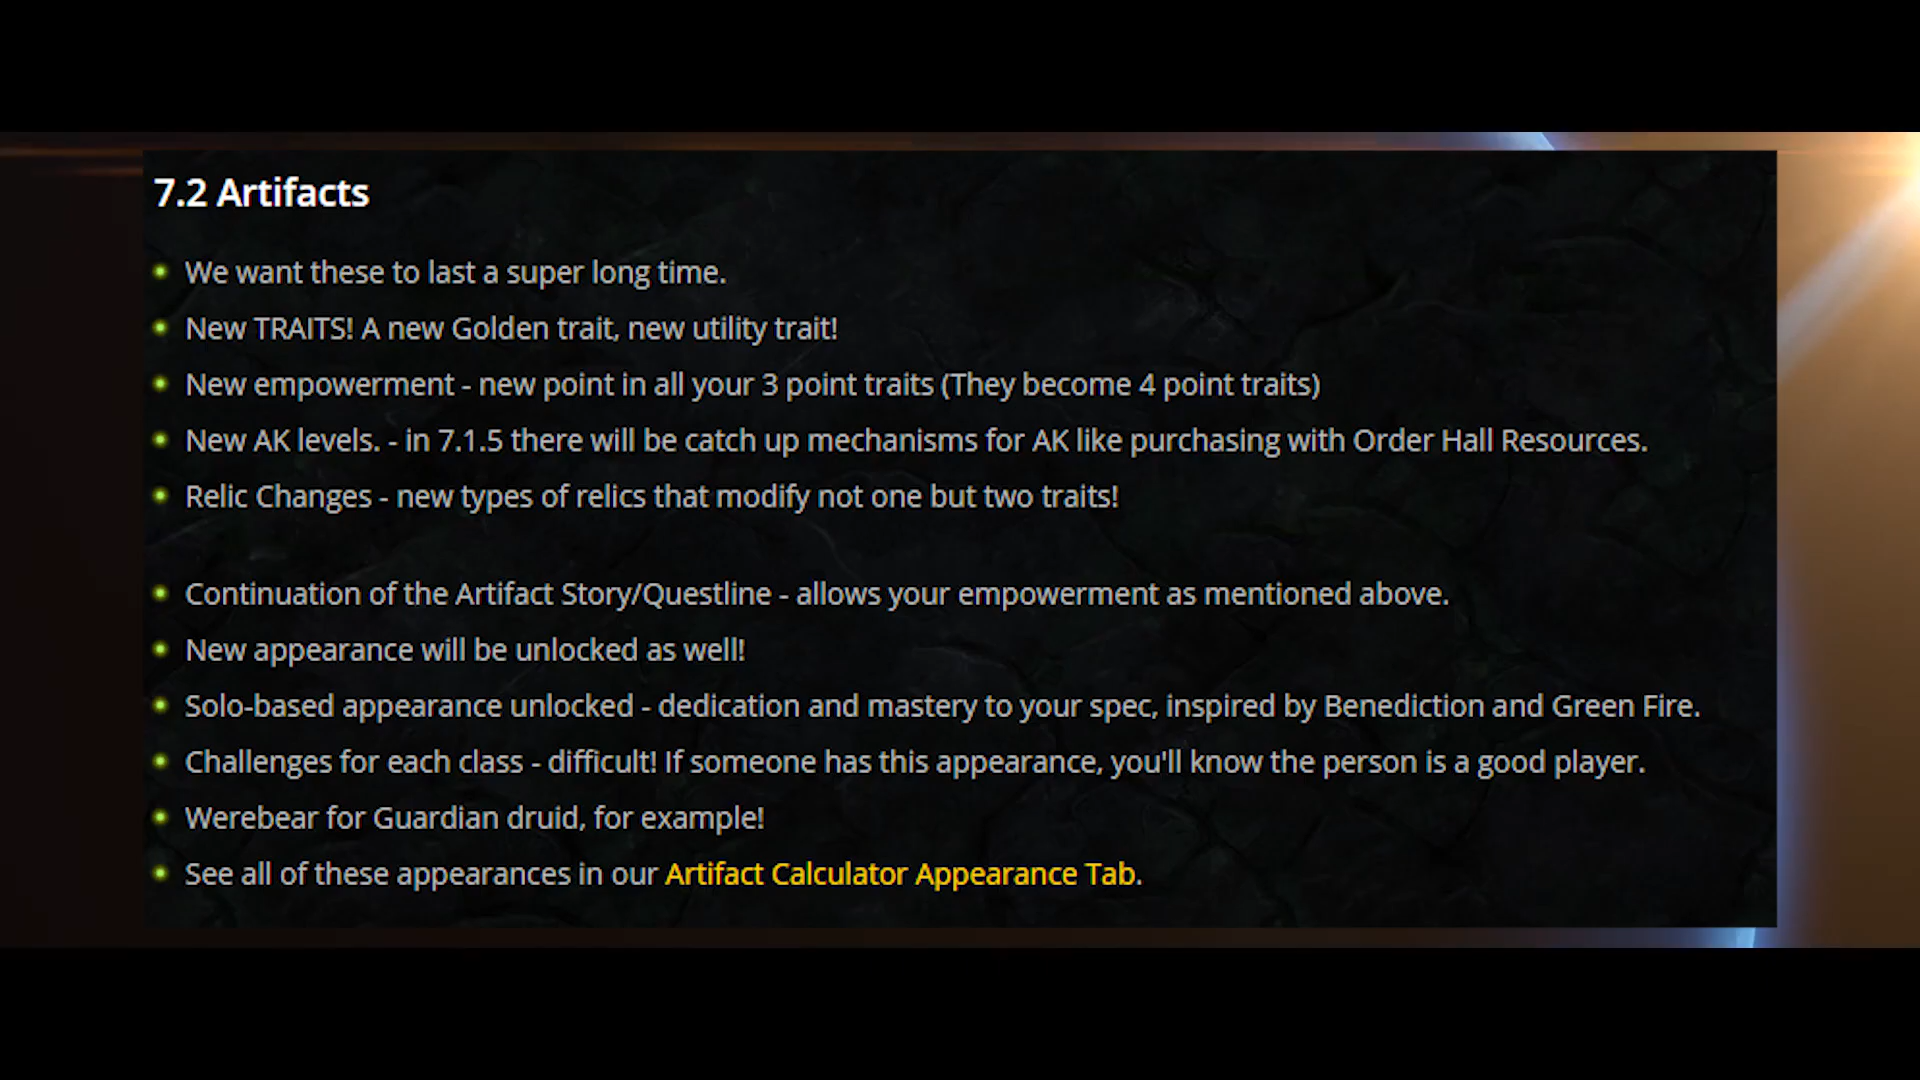 7.2 Artifacts
We want these to last a super long time.
New TRAITS! A new Golden trait, new utility trait!
New empowerment - new point in all your 3 point traits (They become 4 point traits)
New AK levels. - in 7.1.5 there will be catch up mechanisms for AK like purchasing with Order Hall Resources.
Relic Changes - new types of relics that modify not one but two traits!
Continuation of the Artifact Story/Questline - allows your empowerment as mentioned above.
New appearance will be unlocked as well!
Solo-based appearance unlocked - dedication and mastery to your spec, inspired by Benediction and Green Fire.
Challenges for each class - difficult! If someone has this appearance, you'll know the person is a good player.
Werebear for Guardian druid, for example!
See all of these appearances in our Artifact Calculator Appearance Tab.